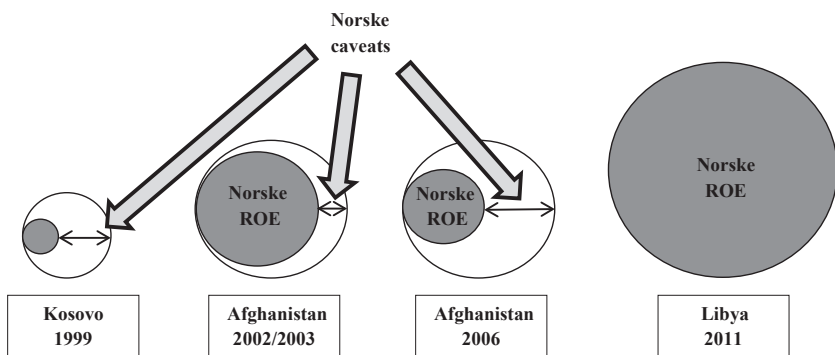 Norske
caveats
Norske
ROE
Norske
ROE
Norske
ROE
Kosovo
1999
Afghanistan
2002/2003
Afghanistan
2006
Libya
2011